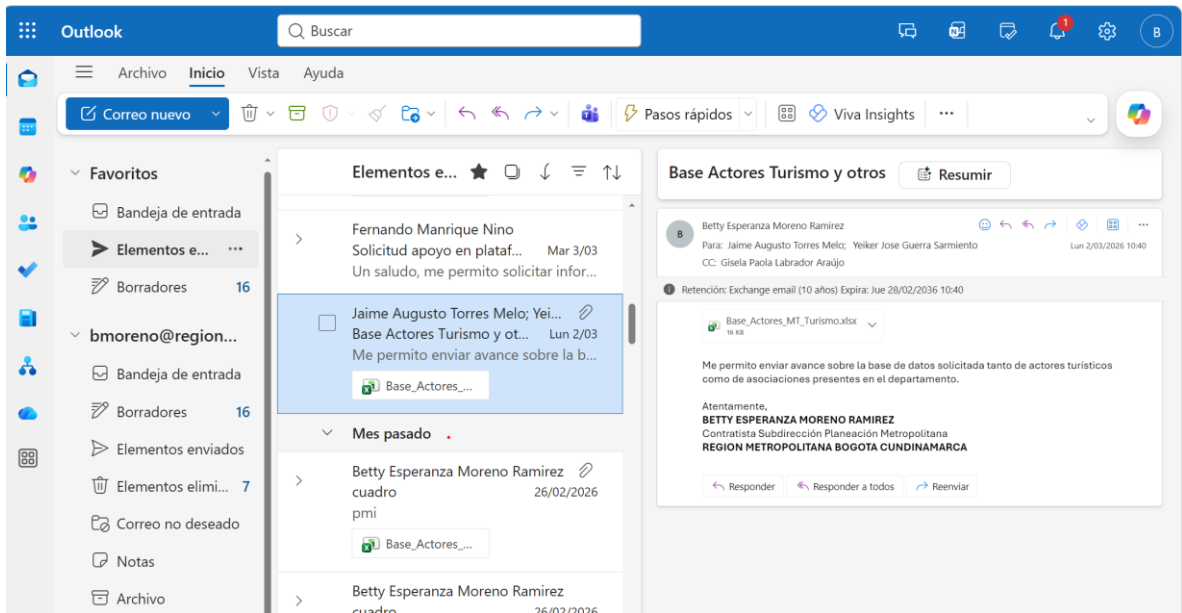 Outlook
Buscar
1
B
Archivo Inicio Vista Ayuda
Correo nuevo
Pasos rápidos
Viva Insights
Favoritos
Bandeja de entrada
Elementos e...
Borradores 16
bmoreno@region...
Bandeja de entrada
Borradores 16
Elementos enviados
Elementos elimi... 7
Correo no deseado
Notas
Archivo
Elementos e...
Fernando Manrique Nino
Solicitud apoyo en plataf... Mar 3/03
Un saludo, me permito solicitar infor...
Jaime Augusto Torres Melo; Yei...
Base Actores Turismo y ot... Lun 2/03
Me permito enviar avance sobre la b...
Base_Actores_...
Mes pasado
Betty Esperanza Moreno Ramirez
cuadro 26/02/2026
pmi
Base_Actores_...
Betty Esperanza Moreno Ramirez
cuadro 26/02/2026
Base Actores Turismo y otros
Resumir
B
Betty Esperanza Moreno Ramirez
Para: Jaime Augusto Torres Melo; Yeiker Jose Guerra Sarmiento
Lun 2/03/2026 10:40
CC: Gisela Paola Labrador Araújo
Retención: Exchange email (10 años) Expira: Jue 28/02/2036 10:40
Base_Actores_MT_Turismo.xlsx
16 KB
Me permito enviar avance sobre la base de datos solicitada tanto de actores turísticos
como de asociaciones presentes en el departamento.
Atentamente,
BETTY ESPERANZA MORENO RAMIREZ
Contratista Subdirección Planeación Metropolitana
REGION METROPOLITANA BOGOTA CUNDINAMARCA
Responder
Responder a todos
Reenviar